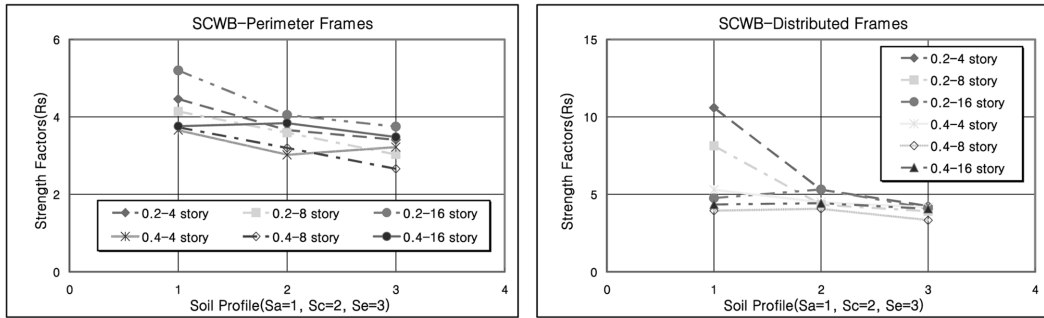 SCWB-Perimeter Frames
6
4
2
0
Strength Factors(Rs)
0.2-4 story 0.2-8 story 0.2-16 story
0.4-4 story 0.4-8 story 0.4-16 story
0 1 2 3 4
Soil Profile(Sa=1, Sc=2, Se=3)
SCWB-Distributed Frames
15
10
5
0
Strength Factors(Rs)
0.2-4 story
0.2-8 story
0.2-16 story
0.4-4 story
0.4-8 story
0.4-16 story
0 1 2 3 4
Soil Profile(Sa=1, Sc=2, Se=3)